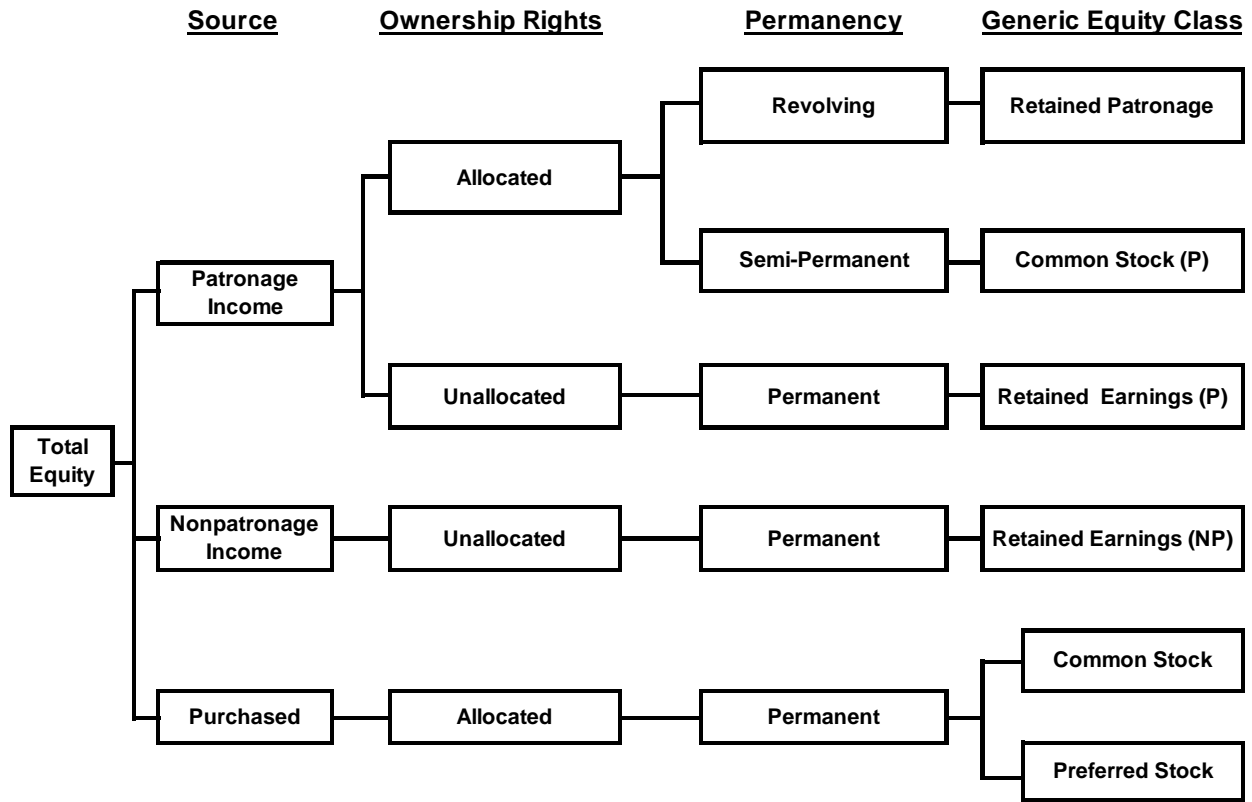 Source Ownership Rights Permanency Generic Equity Class
Revolving Retained Patronage
Allocated
Semi-Permanent Common Stock (P)
Patronage
Income
Unallocated Permanent Retained Earnings (P)
Total
Equity
Nonpatronage
Income
Unallocated Permanent Retained Earnings (NP)
Common Stock
Purchased Allocated Permanent
Preferred Stock